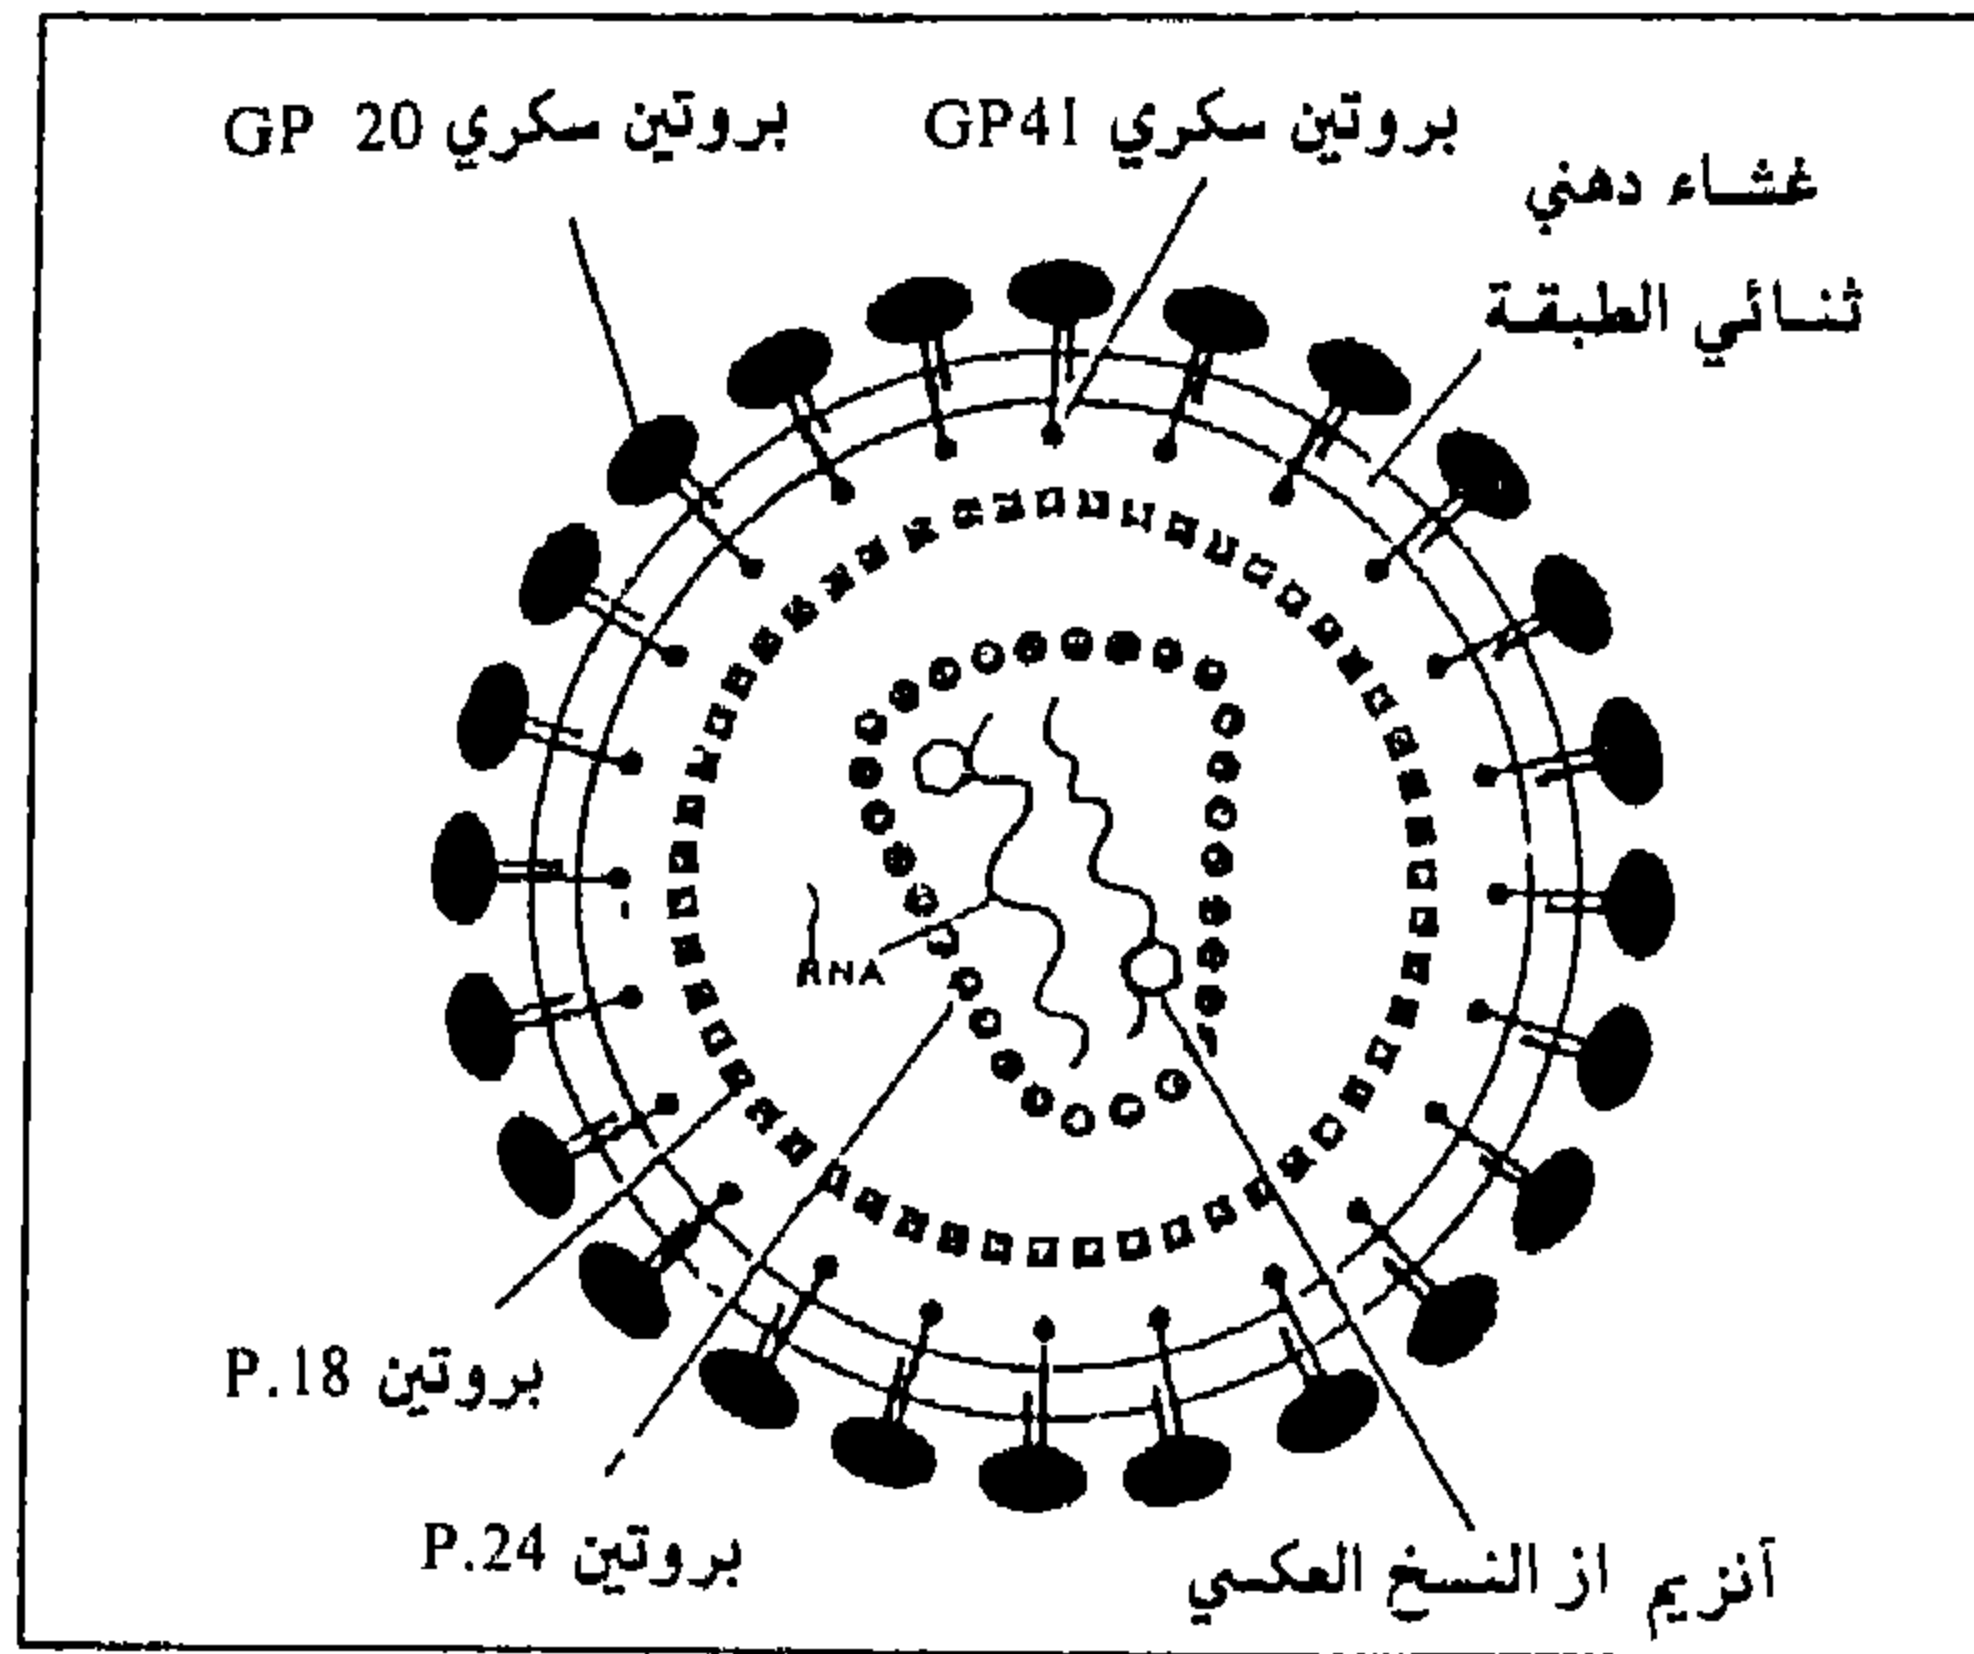 بروتين سكري GP 20
بروتين سكري GP4I
غشاء دهني
ثنائي الطبقة
RNA
بروتين P.18
بروتين P.24
آنزيم از النسخ العكسي